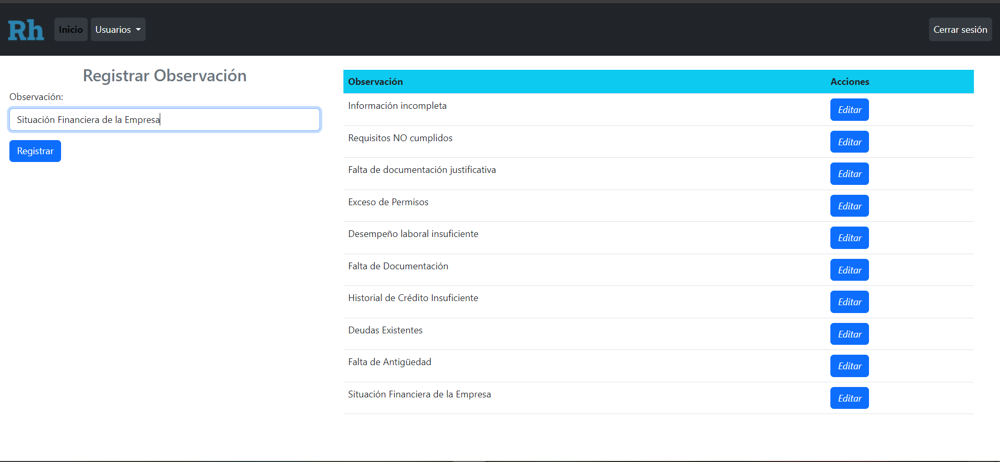 Rh Inicio Usuarios Cerrar sesión
Registrar Observación
Observación:
Situación Financiera de la Empresa
Registrar
Observación Acciones
Información incompleta Editar
Requisitos NO cumplidos Editar
Falta de documentación justificativa Editar
Exceso de Permisos Editar
Desempeño laboral insuficiente Editar
Falta de Documentación Editar
Historial de Crédito Insuficiente Editar
Deudas Existentes Editar
Falta de Antigüedad Editar
Situación Financiera de la Empresa Editar